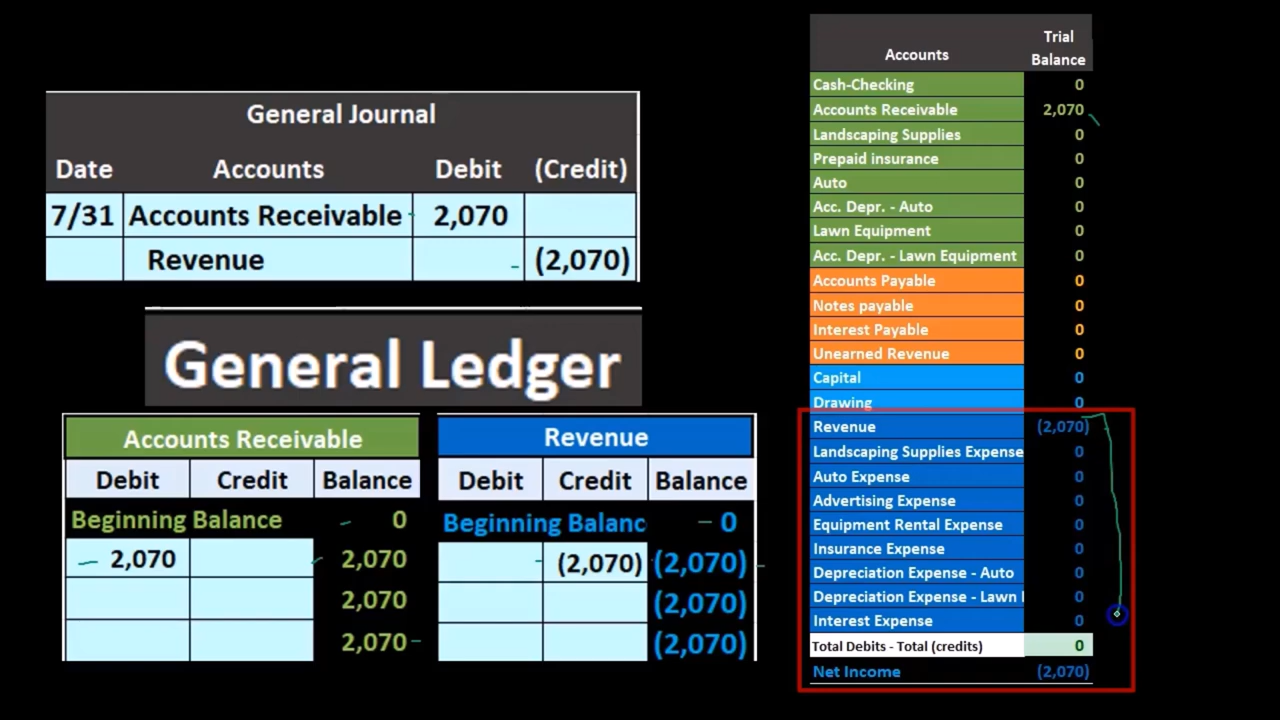 General Journal
Date Accounts Debit (Credit)
7/31 Accounts Receivable 2,070
Revenue (2,070)
General Ledger
Accounts Receivable
Debit Credit Balance
Beginning Balance 0
2,070 2,070
2,070
2,070
Revenue
Debit Credit Balance
Beginning Balanc 0
(2,070) (2,070)
(2,070)
(2,070)
Accounts Trial Balance
Cash-Checking 0
Accounts Receivable 2,070
Landscaping Supplies 0
Prepaid insurance 0
Auto 0
Acc. Depr. - Auto 0
Lawn Equipment 0
Acc. Depr. - Lawn Equipment 0
Accounts Payable 0
Notes payable 0
Interest Payable 0
Unearned Revenue 0
Capital 0
Drawing 0
Revenue (2,070)
Landscaping Supplies Expense 0
Auto Expense 0
Advertising Expense 0
Equipment Rental Expense 0
Insurance Expense 0
Depreciation Expense - Auto 0
Depreciation Expense - Lawn 0
Interest Expense 0
Total Debits - Total (credits) 0
Net Income (2,070)